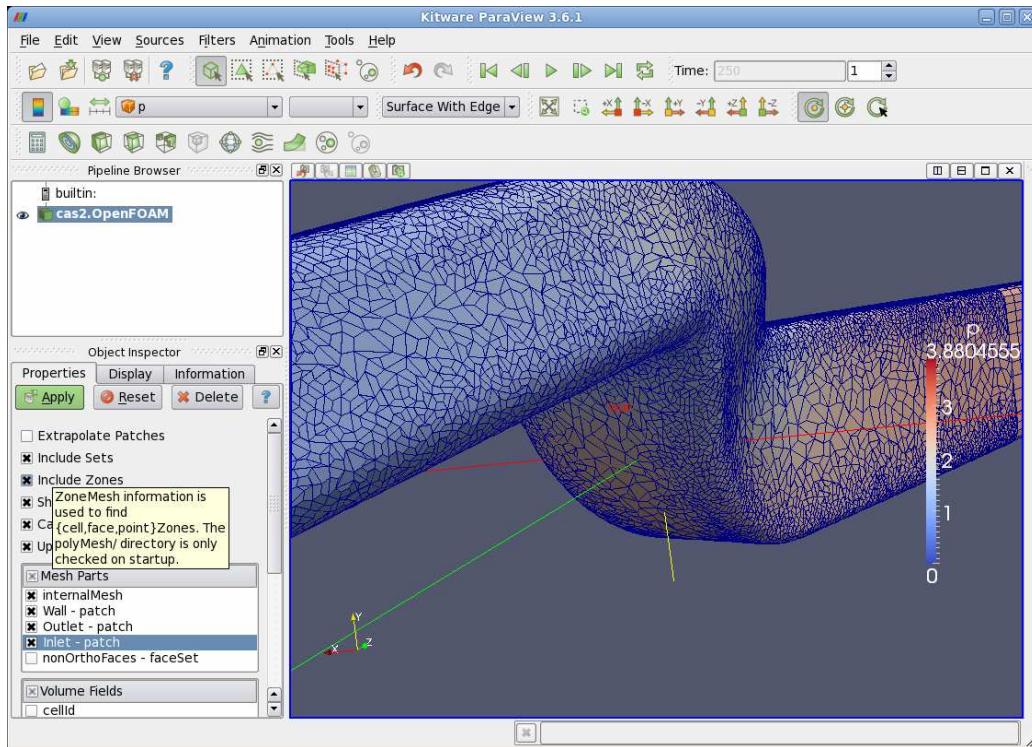 Kitware ParaView 3.6.1
File Edit View Sources Filters Animation Tools Help
Time: 250 1
p Surface With Edge
+X -X +Y -Y +Z -Z
Pipeline Browser
builtin:
cas2.OpenFOAM
Object Inspector
Properties Display Information
Apply Reset Delete ?
Extrapolate Patches
Include Sets
Include Zones
Sh
Ca
Up
ZoneMesh information is
used to find
{cell,face,point}Zones. The
polyMesh/ directory is only
checked on startup.
Mesh Parts
internalMesh
Wall - patch
Outlet - patch
Inlet - patch
nonOrthoFaces - faceSet
Volume Fields
cellId
p
3.8804555
3
2
1
0
Y
Z
X